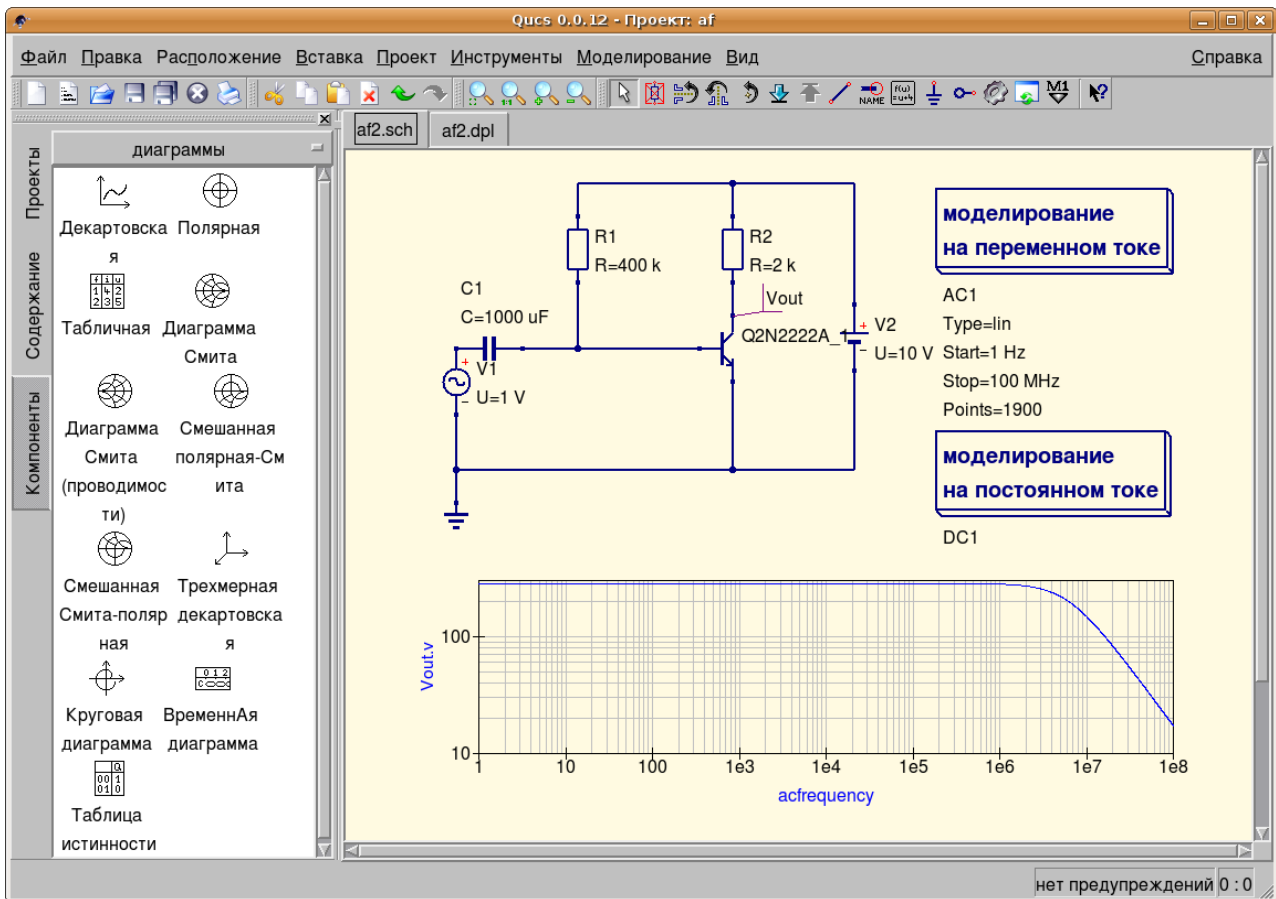 Qucs 0.0.12 - Проект: af
Файл Правка Расположение Вставка Проект Инструменты Моделирование Вид Справка
NAME
M1
Проекты
Содержание
Компоненты
диаграммы
af2.sch af2.dpl
Декартовска Полярная
я
Табличная Диаграмма
Смита
Диаграмма Смешанная
Смита полярная-См
(проводимос ита
ти)
Смешанная Трехмерная
Смита-поляр декартовска
ная я
Круговая ВременнАя
диаграмма диаграмма
Таблица
истинности
R1
R=400 k
R2
R=2 k
C1
C=1000 uF
Vout
Q2N2222A_1
V1
U=1 V
V2
U=10 V
моделирование
на переменном токе
AC1
Type=lin
Start=1 Hz
Stop=100 MHz
Points=1900
моделирование
на постоянном токе
DC1
100
10
Vout.v
1 10 100 1e3 1e4 1e5 1e6 1e7 1e8
acfrequency
нет предупреждений 0 : 0